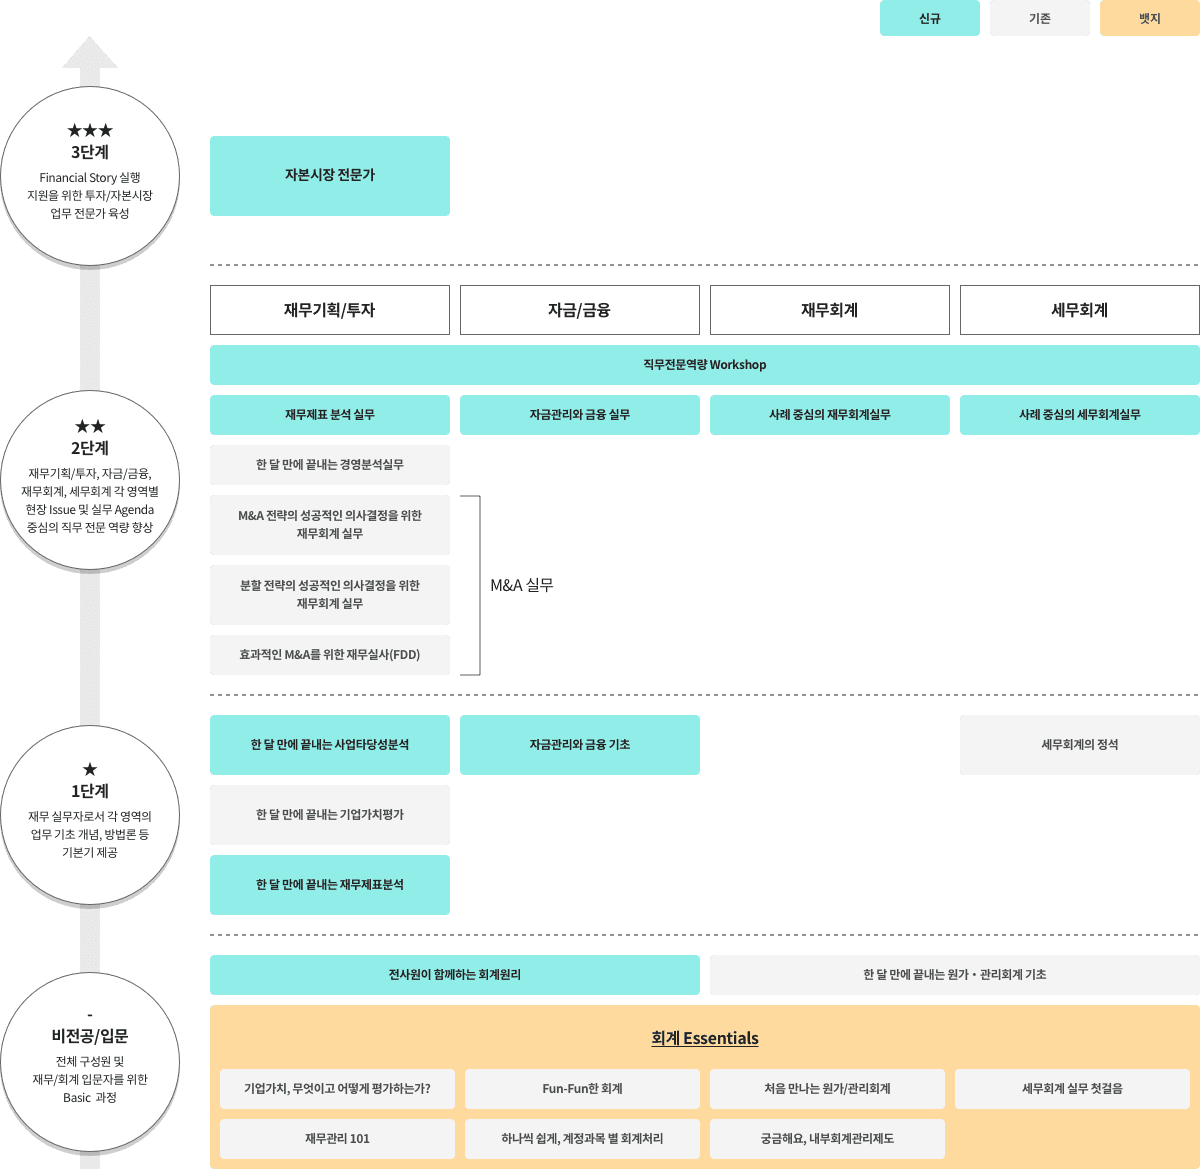 신규
기존
뱃지
★★★
3단계
Financial Story 실행
지원을 위한 투자/자본시장
업무 전문가 육성
자본시장 전문가
재무기획/투자
자금/금융
재무회계
세무회계
직무전문역량 Workshop
★★
2단계
재무기획/투자, 자금/금융,
재무회계, 세무회계 각 영역별
현장 Issue 및 실무 Agenda
중심의 직무 전문 역량 향상
재무제표 분석 실무
자금관리와 금융 실무
사례 중심의 재무회계실무
사례 중심의 세무회계실무
한 달 만에 끝내는 경영분석실무
M&A 전략의 성공적인 의사결정을 위한
재무회계 실무
분할 전략의 성공적인 의사결정을 위한
재무회계 실무
효과적인 M&A를 위한 재무실사(FDD)
M&A 실무
★
1단계
재무 실무자로서 각 영역의
업무 기초 개념, 방법론 등
기본기 제공
한 달 만에 끝내는 사업타당성분석
자금관리와 금융 기초
세무회계의 정석
한 달 만에 끝내는 기업가치평가
한 달 만에 끝내는 재무제표분석
-
비전공/입문
전체 구성원 및
재무/회계 입문자를 위한
Basic 과정
전사원이 함께하는 회계원리
한 달 만에 끝내는 원가・관리회계 기초
회계 Essentials
기업가치, 무엇이고 어떻게 평가하는가?
Fun-Fun한 회계
처음 만나는 원가/관리회계
세무회계 실무 첫걸음
재무관리 101
하나씩 쉽게, 계정과목 별 회계처리
궁금해요, 내부회계관리제도